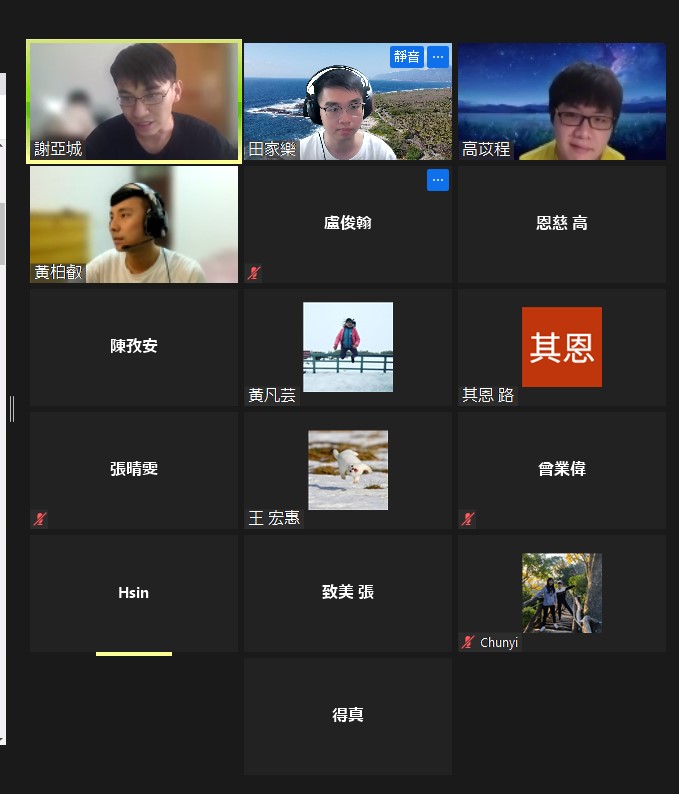 謝亞城
靜音 ...
田家樂
高苡程
黃柏叡
...
盧俊翰
恩慈 高
陳孜安
黃凡芸
其恩
其恩 路
張晴雯
王 宏惠
曾業偉
Hsin
致美 張
Chunyi
得真